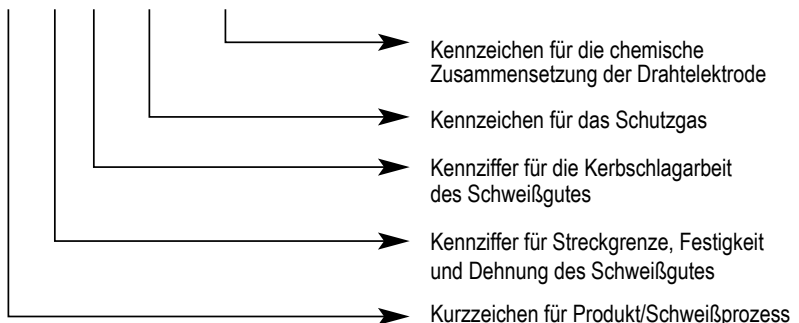 Kennzeichen für die chemische
Zusammensetzung der Drahtelektrode
Kennzeichen für das Schutzgas
Kennziffer für die Kerbschlagarbeit
des Schweißgutes
Kennziffer für Streckgrenze, Festigkeit
und Dehnung des Schweißgutes
Kurzzeichen für Produkt/Schweißprozess